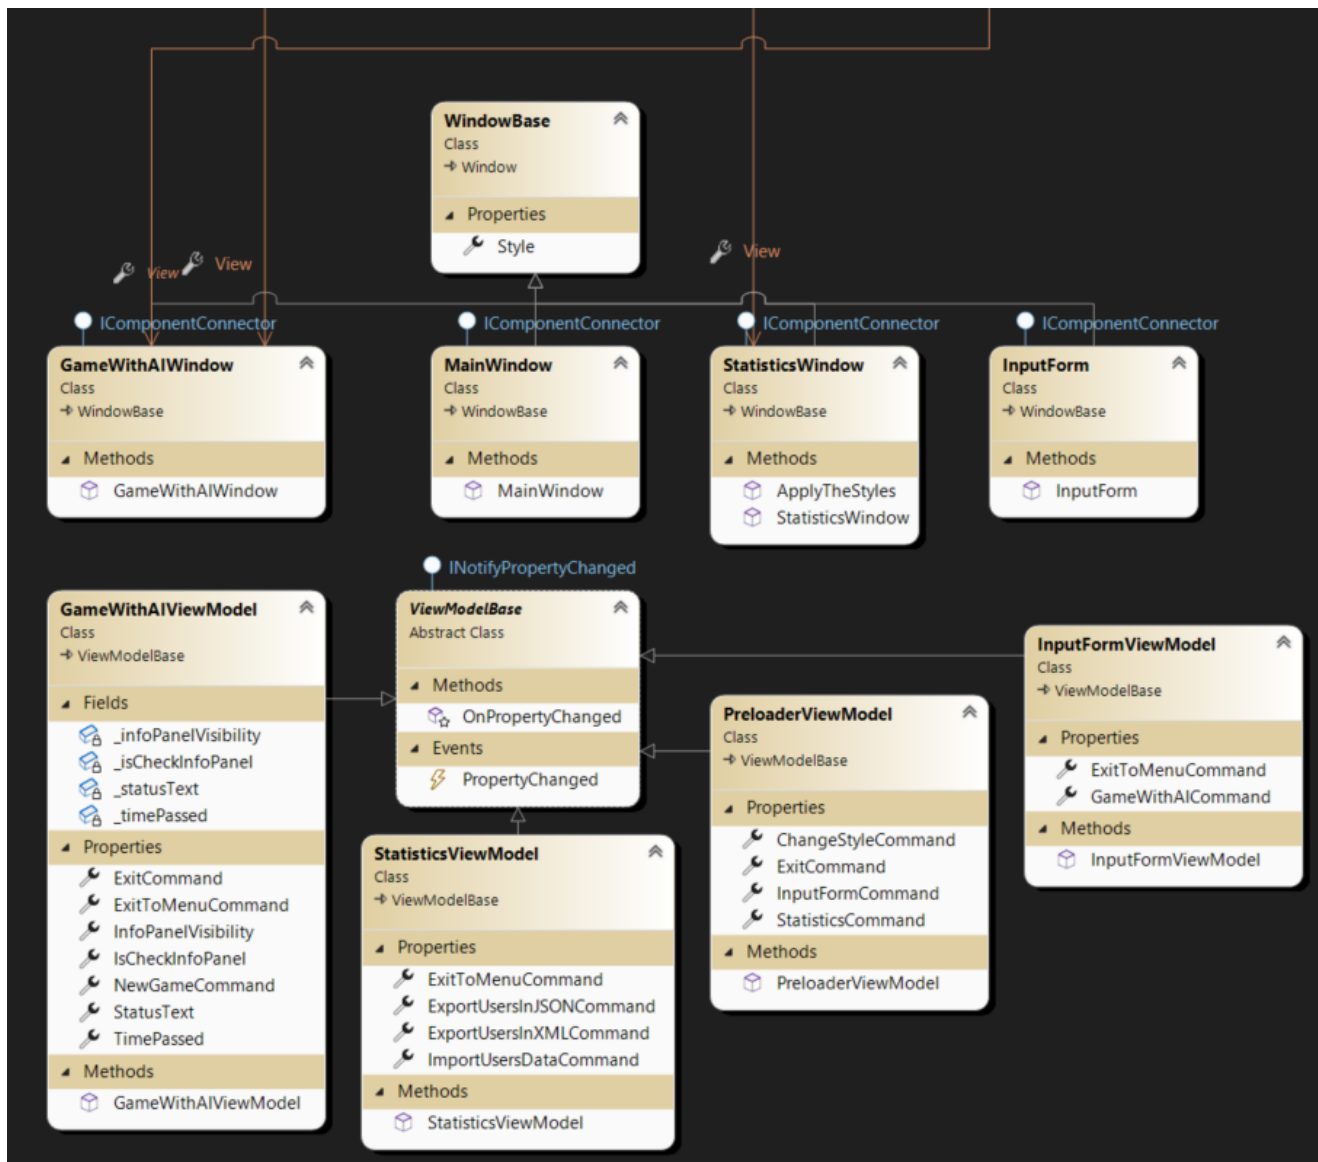 WindowBase
Class
Window
Properties
Style
View
View
View
IComponentConnector
GameWithAIWindow
Class
WindowBase
Methods
GameWithAIWindow
IComponentConnector
MainWindow
Class
WindowBase
Methods
MainWindow
IComponentConnector
StatisticsWindow
Class
WindowBase
Methods
ApplyTheStyles
StatisticsWindow
IComponentConnector
InputForm
Class
WindowBase
Methods
InputForm
GameWithAIViewModel
Class
ViewModelBase
Fields
_infoPanelVisibility
_isCheckInfoPanel
_statusText
_timePassed
Properties
ExitCommand
ExitToMenuCommand
InfoPanelVisibility
IsCheckInfoPanel
NewGameCommand
StatusText
TimePassed
Methods
GameWithAIViewModel
INotifyPropertyChanged
ViewModelBase
Abstract Class
Methods
OnPropertyChanged
Events
PropertyChanged
StatisticsViewModel
Class
ViewModelBase
Properties
ExitToMenuCommand
ExportUsersInJSONCommand
ExportUsersInXMLCommand
ImportUsersDataCommand
Methods
StatisticsViewModel
PreloaderViewModel
Class
ViewModelBase
Properties
ChangeStyleCommand
ExitCommand
InputFormCommand
StatisticsCommand
Methods
PreloaderViewModel
InputFormViewModel
Class
ViewModelBase
Properties
ExitToMenuCommand
GameWithAICommand
Methods
InputFormViewModel